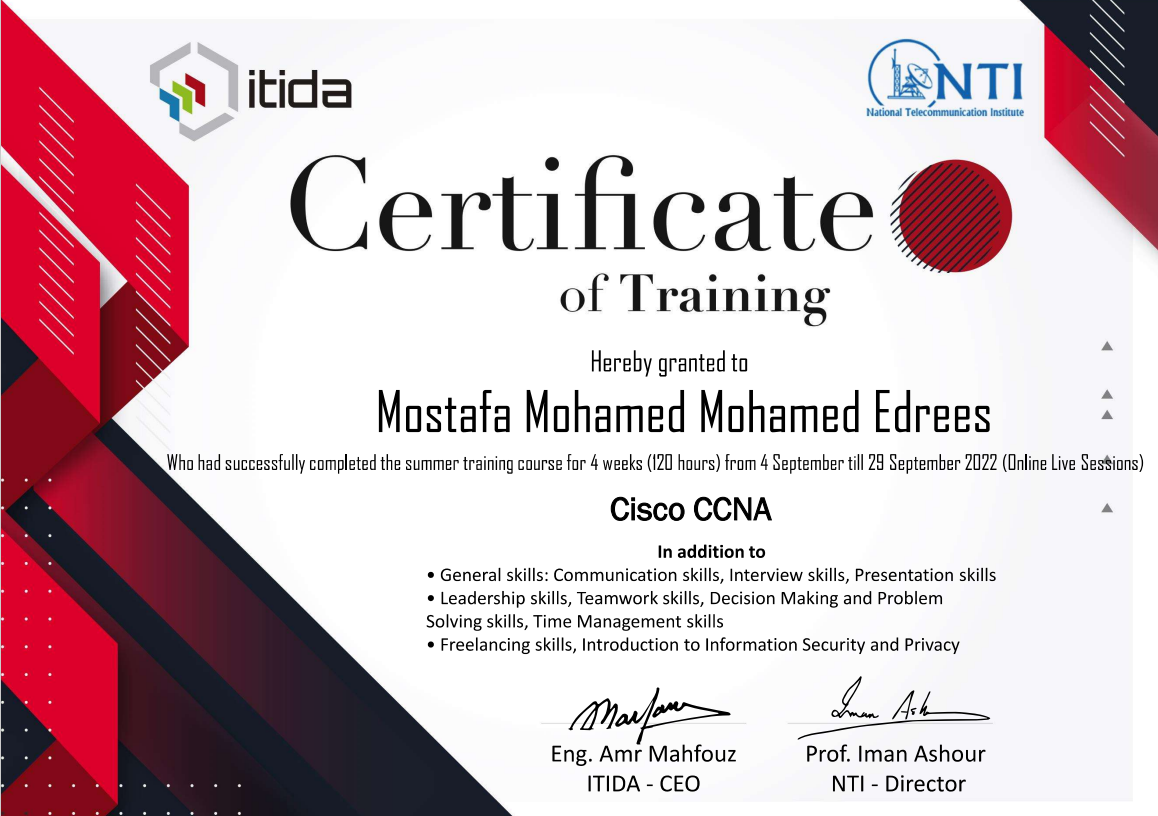 itida
NTI
National Telecommunication Institute
Certificate
of Training
Hereby granted to
Mostafa Mohamed Mohamed Edrees
Who had successfully completed the summer training course for 4 weeks (120 hours) from 4 September till 29 September 2022 (Online Live Sessions)
Cisco CCNA
In addition to
• General skills: Communication skills, Interview skills, Presentation skills
• Leadership skills, Teamwork skills, Decision Making and Problem
Solving skills, Time Management skills
• Freelancing skills, Introduction to Information Security and Privacy
Marfouz
Iman Ash
Eng. Amr Mahfouz
Prof. Iman Ashour
ITIDA - CEO
NTI - Director